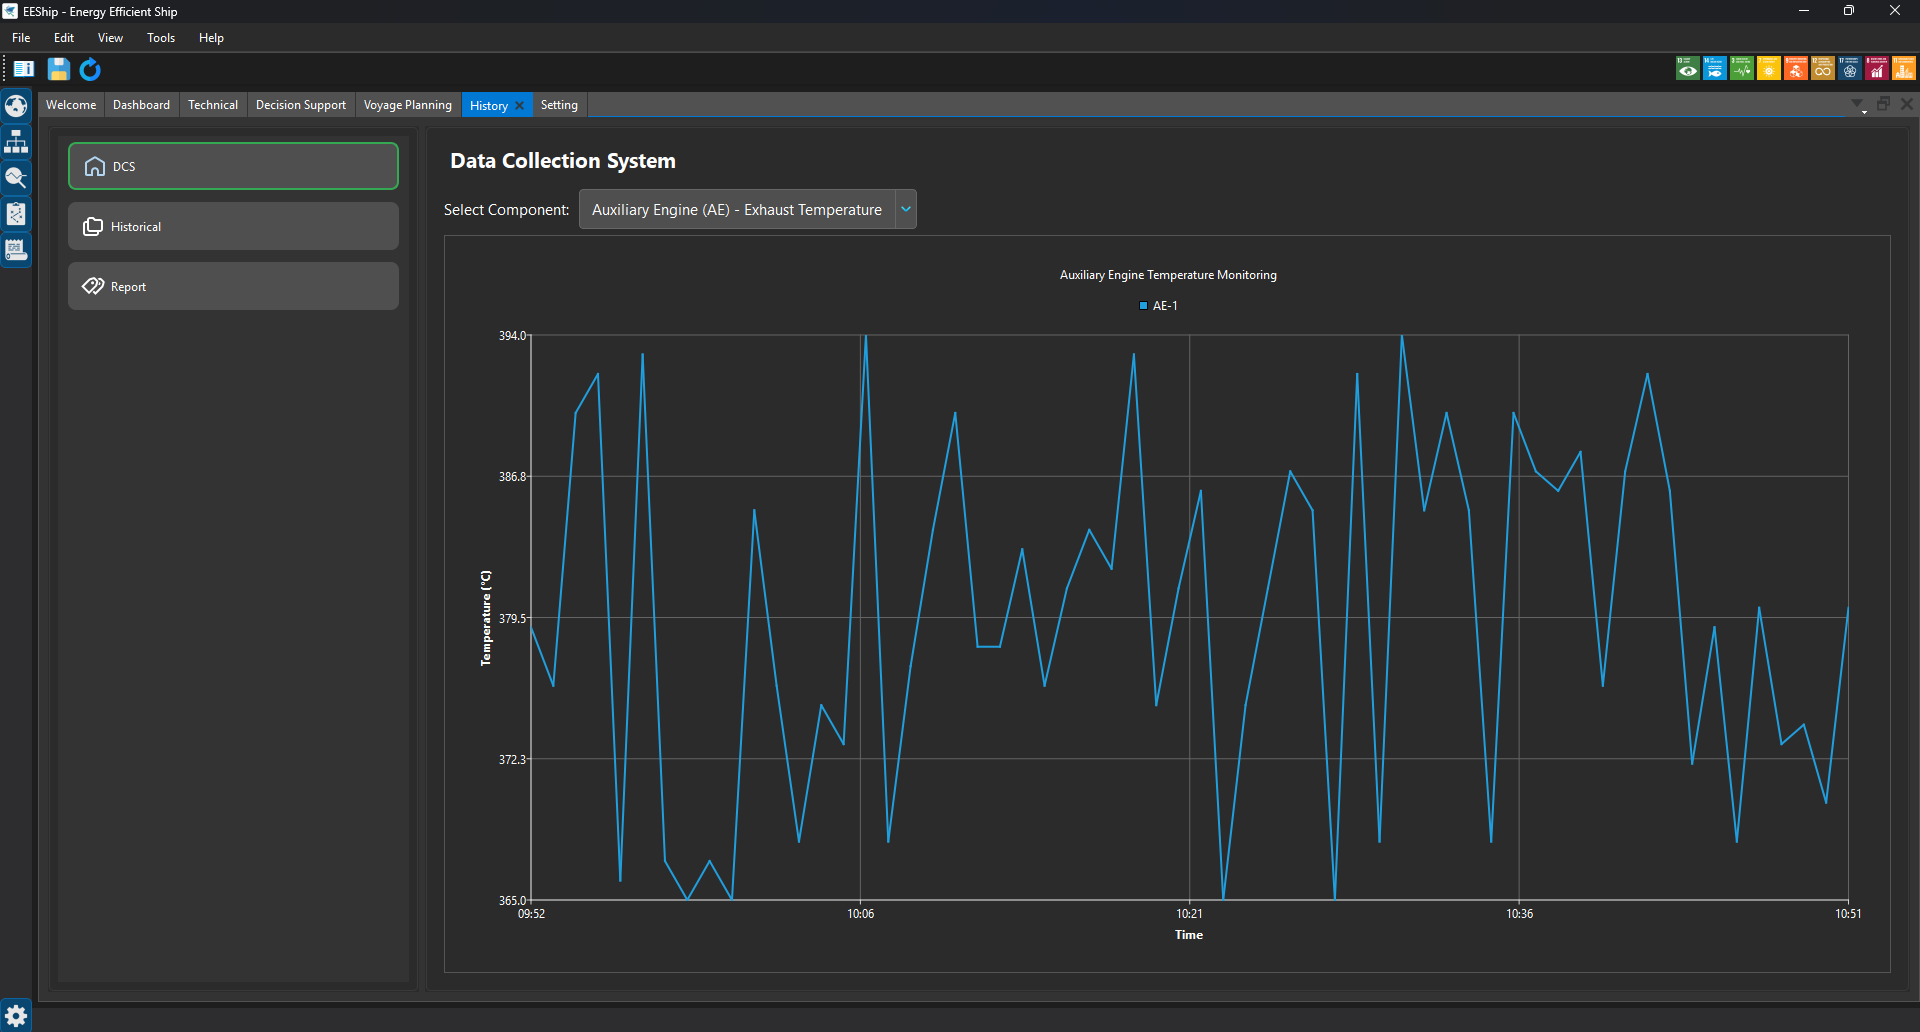 EEShip - Energy Efficient Ship
File Edit View Tools Help
Welcome Dashboard Technical Decision Support Voyage Planning History Setting
DCS
Historical
Report
Data Collection System
Select Component: Auxiliary Engine (AE) - Exhaust Temperature
Auxiliary Engine Temperature Monitoring
AE-1
394.0
386.8
379.5
372.3
365.0
Temperature (°C)
09:52 10:06 10:21 10:36 10:51
Time